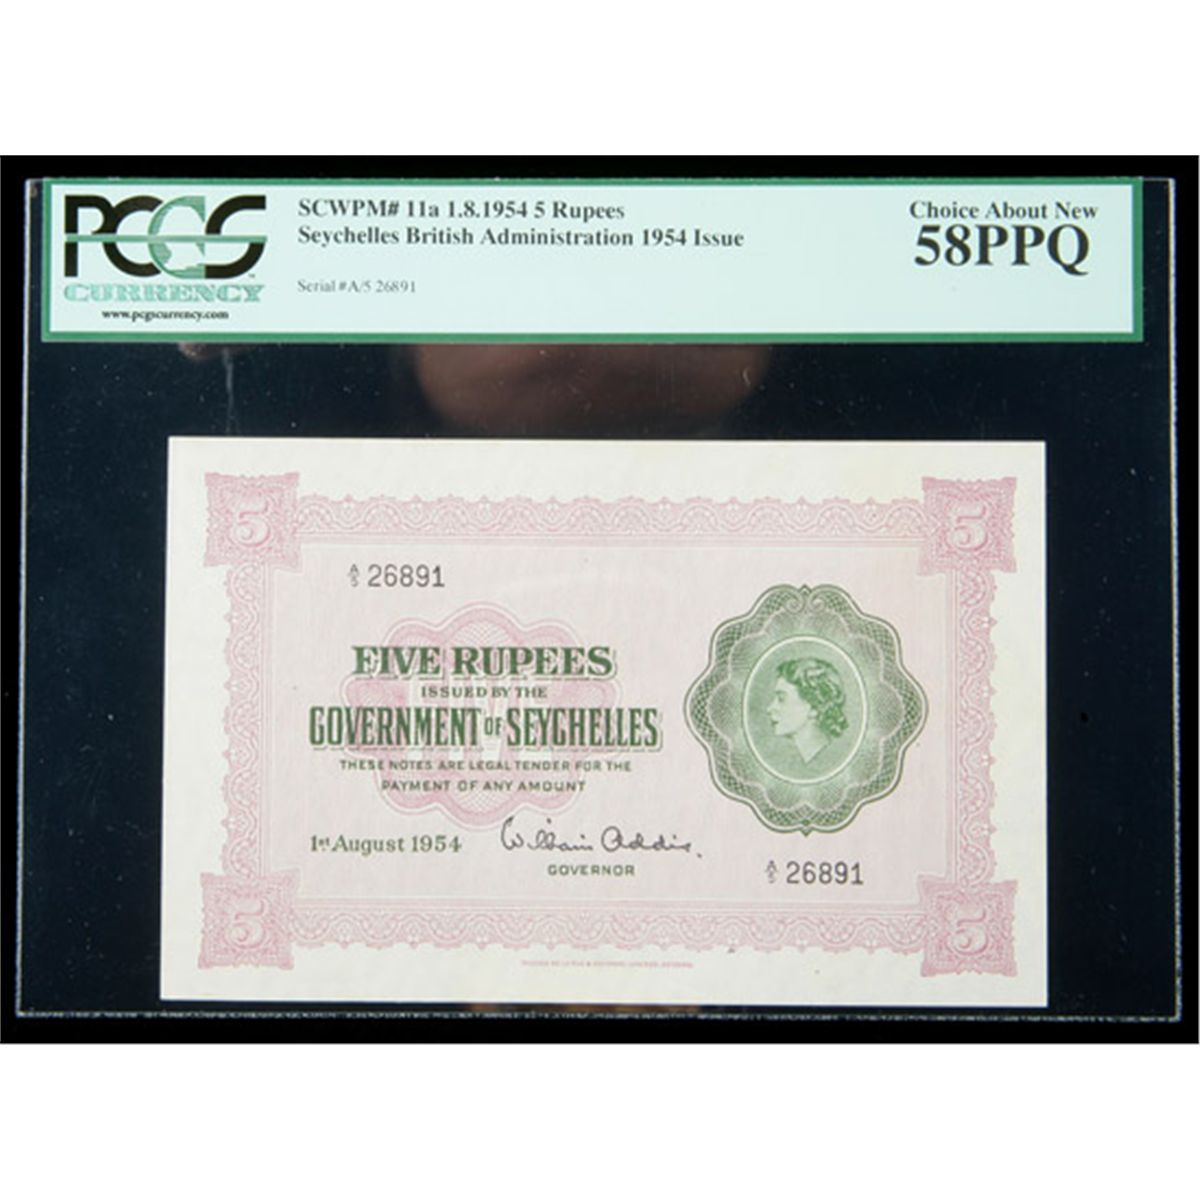 PCGS
CURRENCY
www.pcgscurrency.com
SCWPM# 11a 1.8.1954 5 Rupees
Seychelles British Administration 1954 Issue
Serial #A/5 26891
Choice About New
58PPQ
5 5
A/5 26891
FIVE RUPEES
ISSUED BY THE
GOVERNMENT OF SEYCHELLES
THESE NOTES ARE LEGAL TENDER FOR THE
PAYMENT OF ANY AMOUNT
1st August 1954 William Addis.
GOVERNOR
A/5 26891
5 5